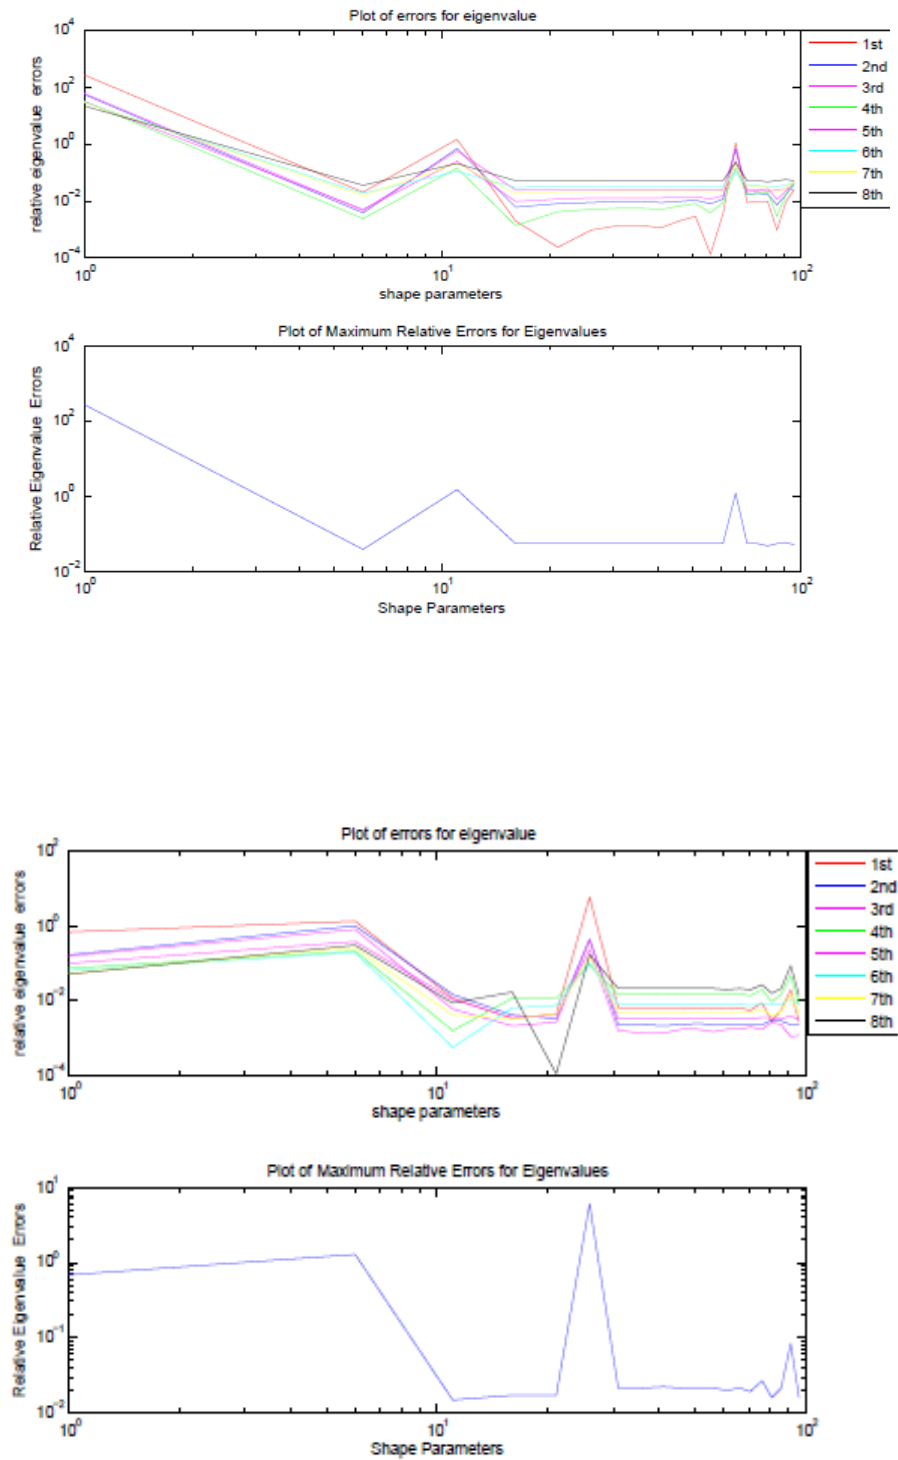 Plot of errors for eigenvalue
10^4
10^2
10^0
10^-2
10^-4
relative eigenvalue errors
1st
2nd
3rd
4th
5th
6th
7th
8th
10^0 10^1 10^2
shape parameters
Plot of Maximum Relative Errors for Eigenvalues
10^4
10^2
10^0
10^-2
Relative Eigenvalue Errors
10^0 10^1 10^2
Shape Parameters
Plot of errors for eigenvalue
10^2
10^0
10^-2
10^-4
relative eigenvalue errors
1st
2nd
3rd
4th
5th
6th
7th
8th
10^0 10^1 10^2
shape parameters
Plot of Maximum Relative Errors for Eigenvalues
10^1
10^0
10^-1
10^-2
Relative Eigenvalue Errors
10^0 10^1 10^2
Shape Parameters